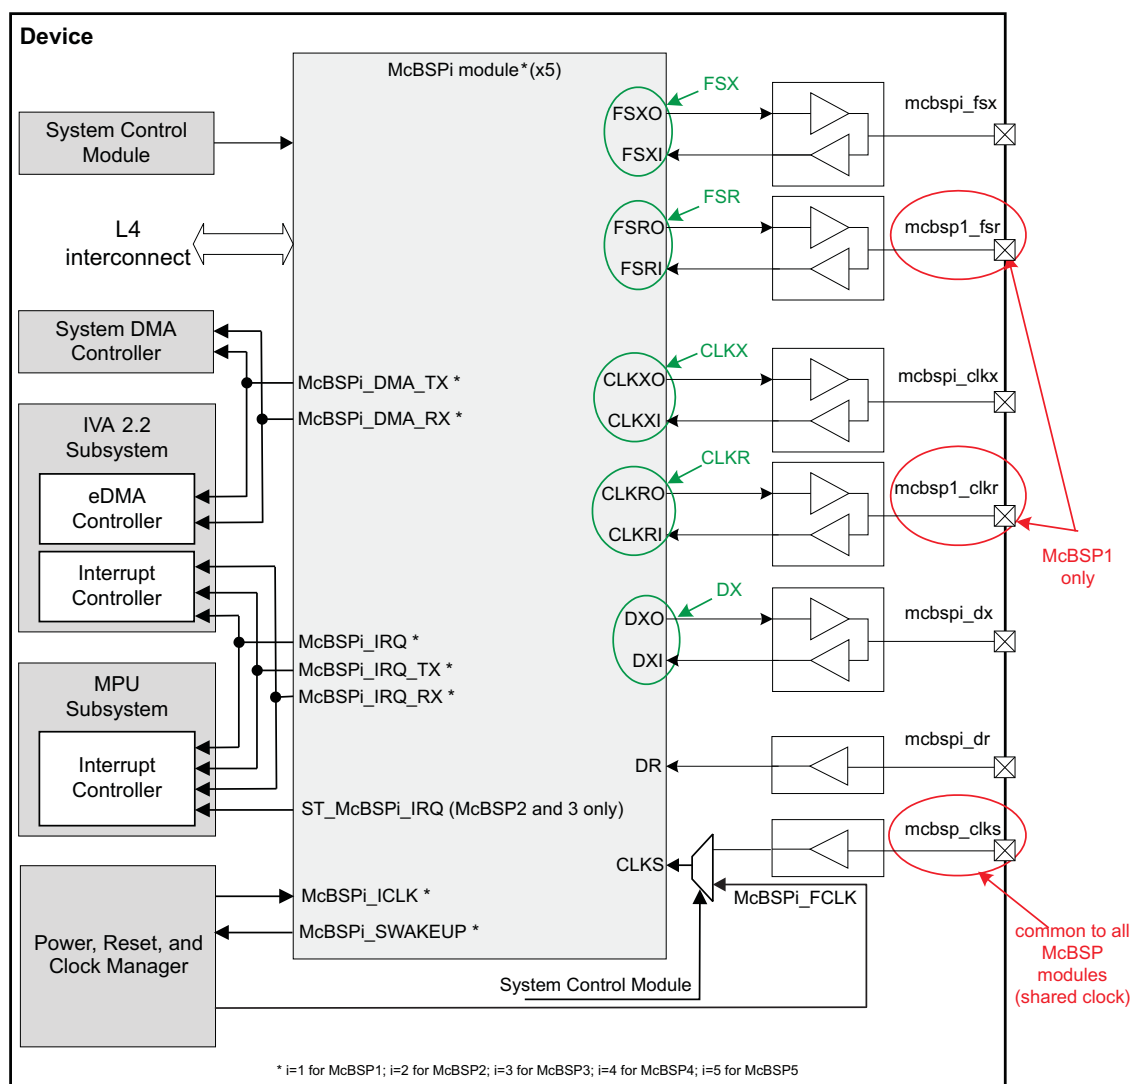 Device
McBSPi module* (x5)
System Control
Module
L4
interconnect
System DMA
Controller
IVA 2.2
Subsystem
eDMA
Controller
Interrupt
Controller
MPU
Subsystem
Interrupt
Controller
Power, Reset, and
Clock Manager
McBSPi_DMA_TX *
McBSPi_DMA_RX *
McBSPi_IRQ *
McBSPi_IRQ_TX *
McBSPi_IRQ_RX *
ST_McBSPi_IRQ (McBSP2 and 3 only)
McBSPi_ICLK *
McBSPi_SWAKEUP *
FSX
FSXO
FSXI
mcbspi_fsx
FSR
FSRO
FSRI
mcbsp1_fsr
CLKX
CLKXO
CLKXI
mcbspi_clkx
CLKR
CLKRO
CLKRI
mcbsp1_clkr
McBSP1
only
DX
DXO
DXI
mcbspi_dx
DR
mcbspi_dr
CLKS
mcbsp_clks
McBSPi_FCLK
System Control Module
common to all
McBSP
modules
(shared clock)
* i=1 for McBSP1; i=2 for McBSP2; i=3 for McBSP3; i=4 for McBSP4; i=5 for McBSP5